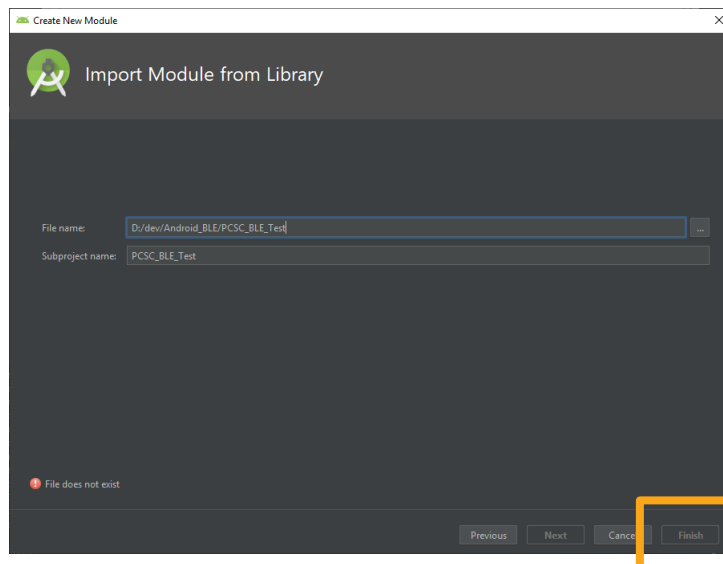 Create New Module
Import Module from Library
File name: D:/dev/Android_BLE/PCSC_BLE_Test ...
Subproject name: PCSC_BLE_Test
File does not exist
Previous Next Cancel Finish